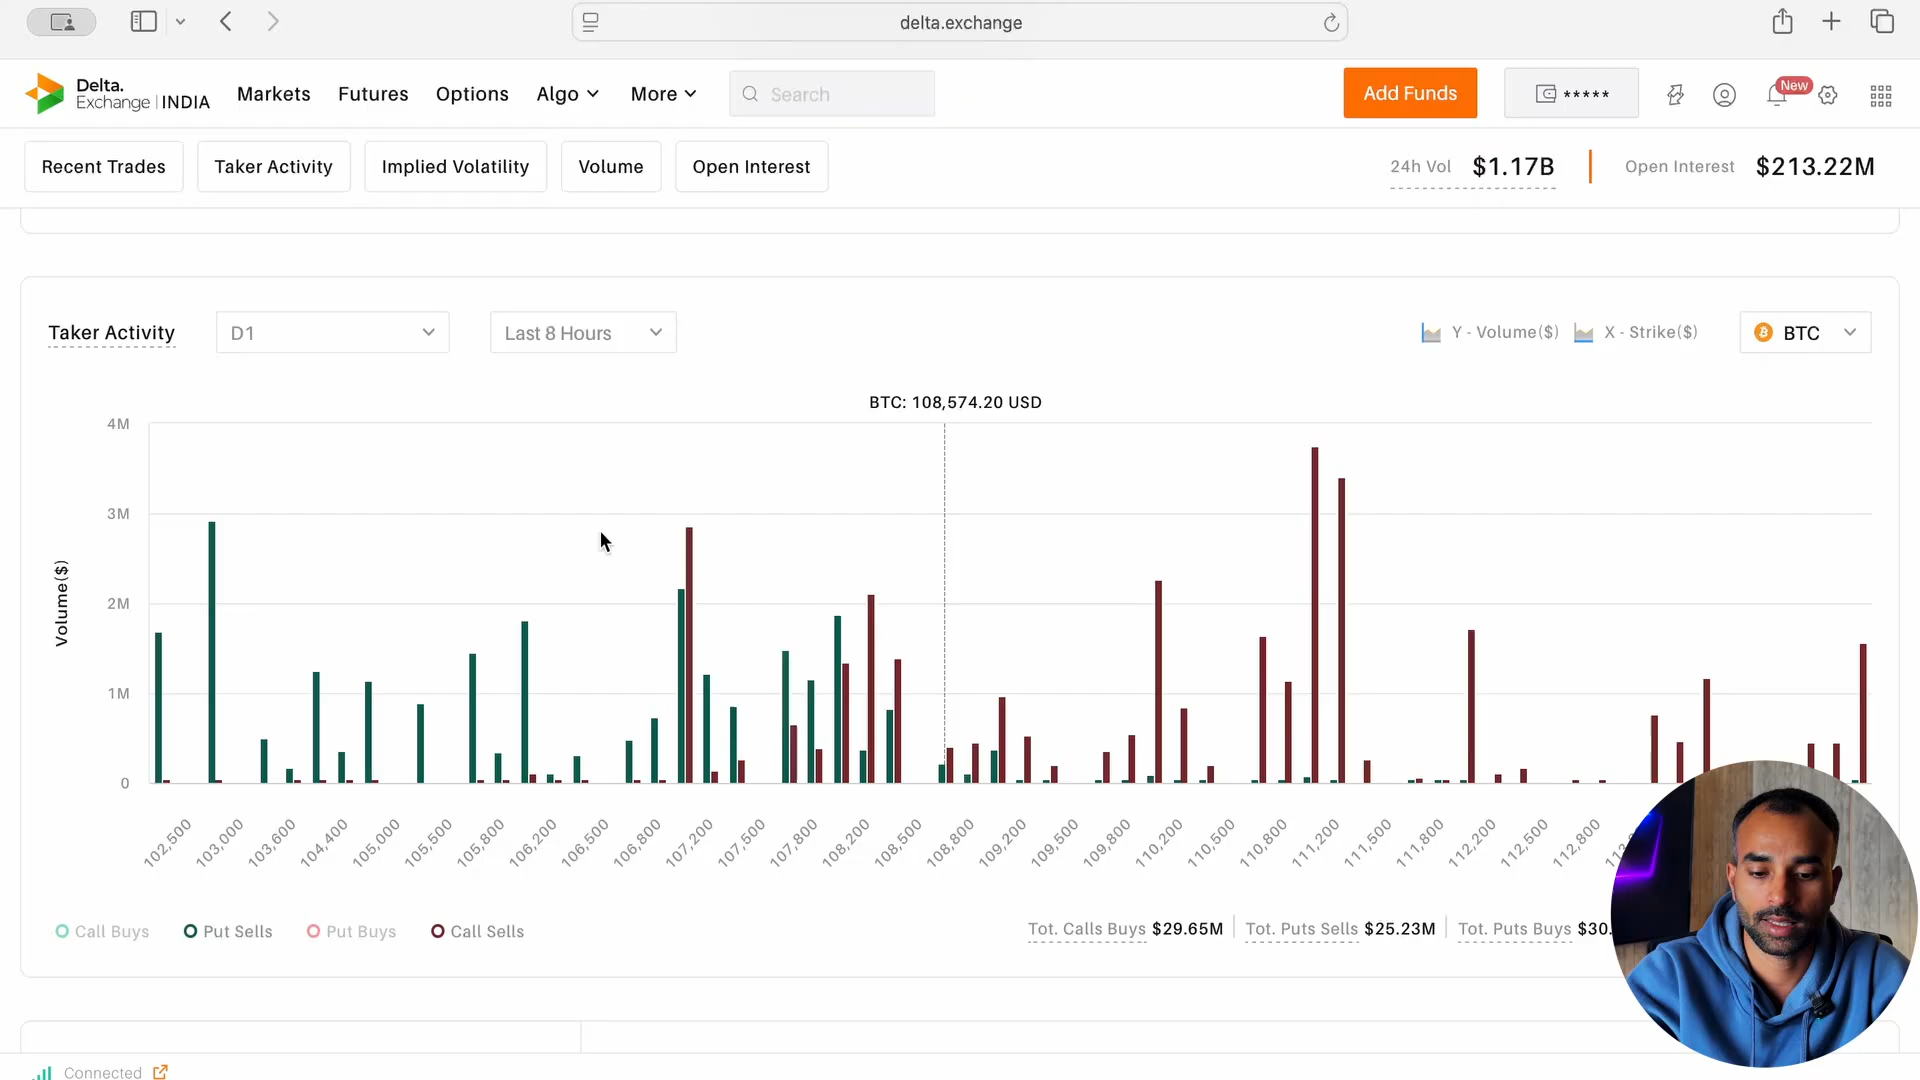 delta.exchange
Delta.
Exchange | INDIA
Markets
Futures
Options
Algo
More
Search
Add Funds
*****
New
Recent Trades
Taker Activity
Implied Volatility
Volume
Open Interest
24h Vol $1.17B
Open Interest $213.22M
Taker Activity
D1
Last 8 Hours
Y - Volume($)
X - Strike($)
BTC
BTC: 108,574.20 USD
Volume($)
4M
3M
2M
1M
0
102,500
103,000
103,600
104,400
105,000
105,500
105,800
106,200
106,500
106,800
107,200
107,500
107,800
108,200
108,500
108,800
109,200
109,500
109,800
110,200
110,500
110,800
111,200
111,500
111,800
112,200
112,500
112,800
Call Buys
Put Sells
Put Buys
Call Sells
Tot. Calls Buys $29.65M
Tot. Puts Sells $25.23M
Tot. Puts Buys $30.
Connected